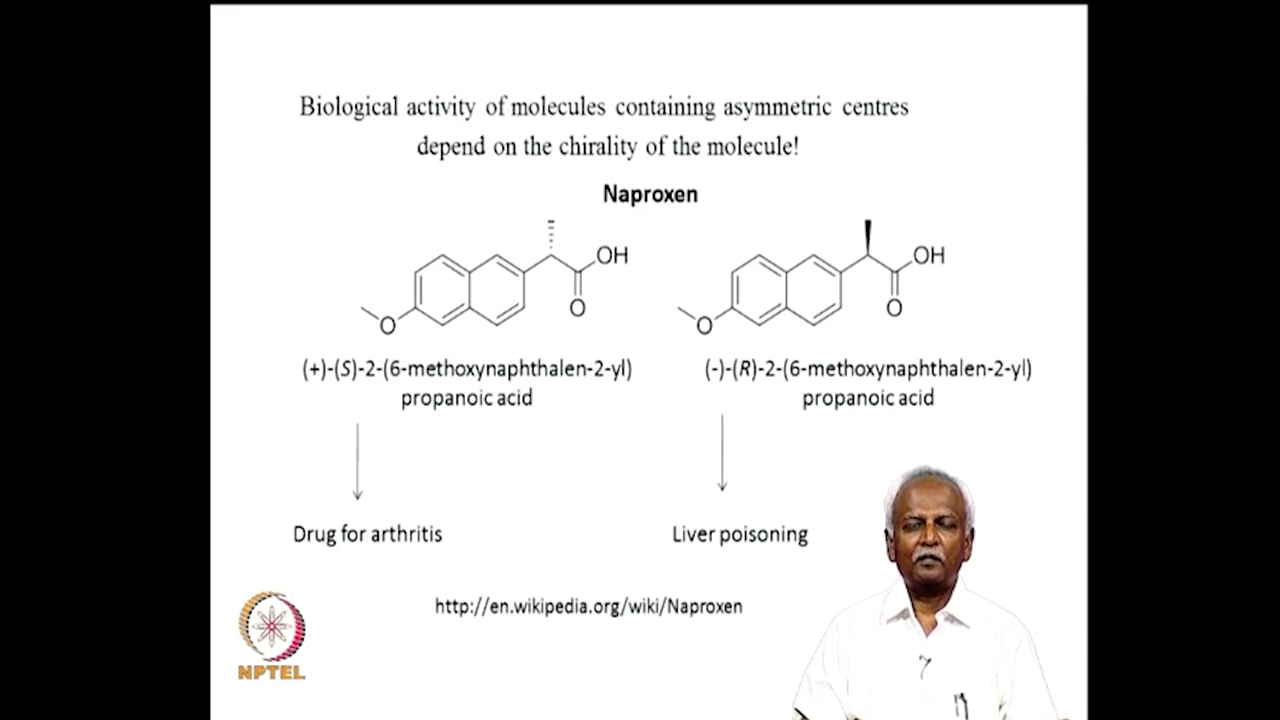 Biological activity of molecules containing asymmetric centres
depend on the chirality of the molecule!
Naproxen
OH
O
O
OH
O
O
(+)-(S)-2-(6-methoxynaphthalen-2-yl)
propanoic acid
(-)-(R)-2-(6-methoxynaphthalen-2-yl)
propanoic acid
Drug for arthritis
Liver poisoning
http://en.wikipedia.org/wiki/Naproxen
NPTEL